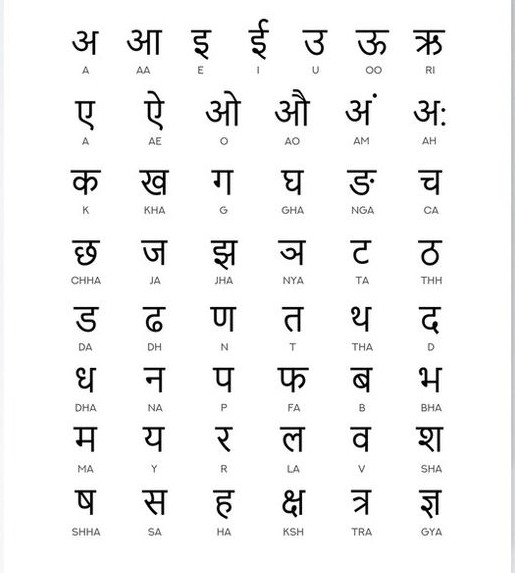 अ आ इ ई उ ऊ ऋ
A AA E I U OO RI
ए ऐ ओ औ अं अ:
A AE O AO AM AH
क ख ग घ ङ च
K KHA G GHA NGA CA
छ ज झ ञ ट ठ
CHHA JA JHA NYA TA THH
ड ढ ण त थ द
DA DH N T THA D
ध न प फ ब भ
DHA NA P FA B BHA
म य र ल व श
MA Y R LA V SHA
ष स ह क्ष त्र ज्ञ
SHHA SA HA KSH TRA GYA